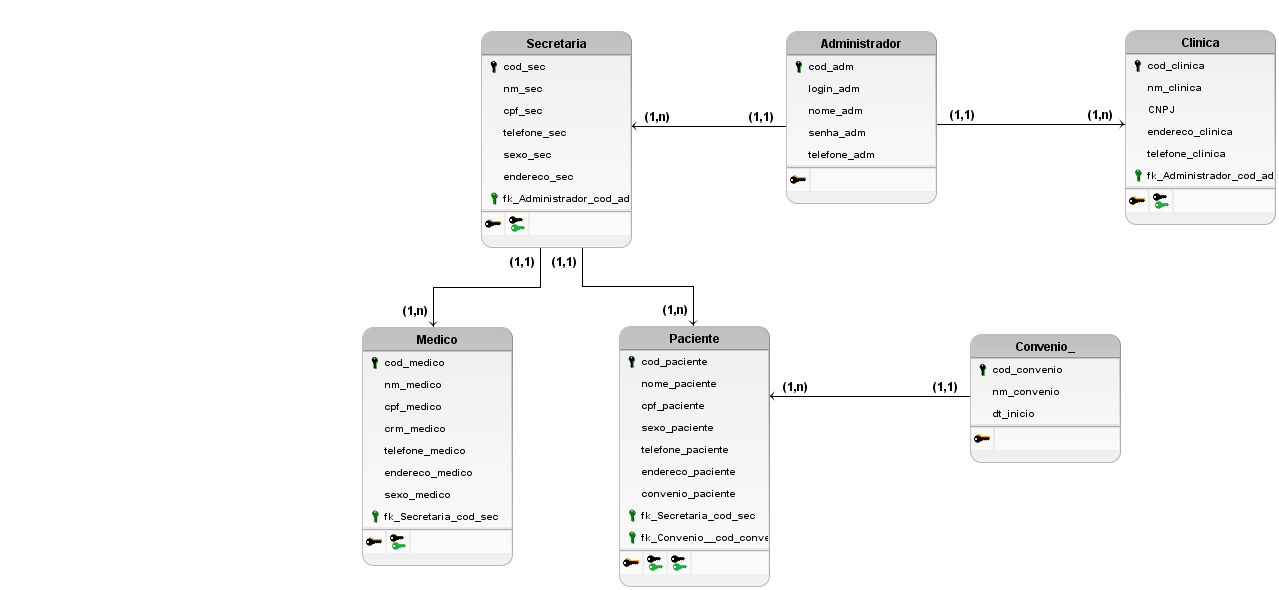 Secretaria
cod_sec
nm_sec
cpf_sec
telefone_sec
sexo_sec
endereco_sec
fk_Administrador_cod_ad
(1,n)
(1,1)
Administrador
cod_adm
login_adm
nome_adm
senha_adm
telefone_adm
(1,1)
(1,n)
Clinica
cod_clinica
nm_clinica
CNPJ
endereco_clinica
telefone_clinica
fk_Administrador_cod_ad
(1,1)
(1,1)
(1,n)
(1,n)
Medico
cod_medico
nm_medico
cpf_medico
crm_medico
telefone_medico
endereco_medico
sexo_medico
fk_Secretaria_cod_sec
Paciente
cod_paciente
nome_paciente
cpf_paciente
sexo_paciente
telefone_paciente
endereco_paciente
convenio_paciente
fk_Secretaria_cod_sec
fk_Convenio__cod_conve
(1,n)
(1,1)
Convenio_
cod_convenio
nm_convenio
dt_inicio